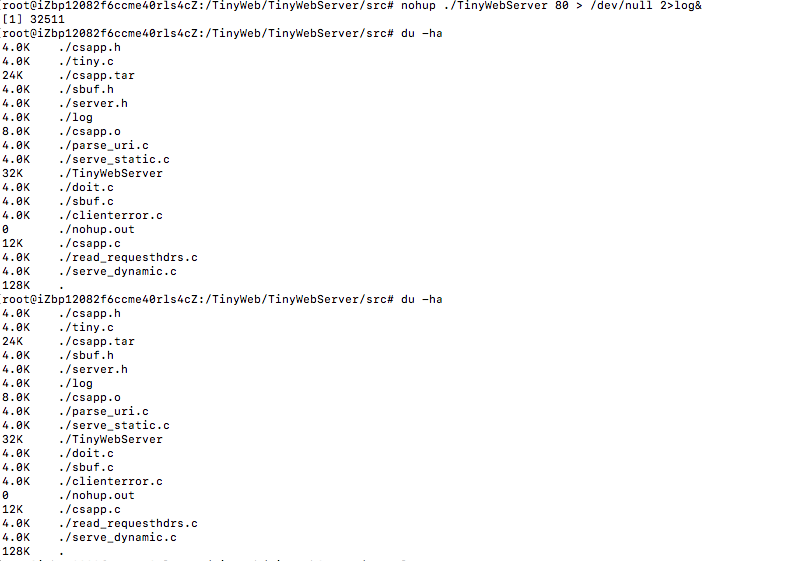 [root@iZbp12082f6ccme40rls4cZ:/TinyWeb/TinyWebServer/src# nohup ./TinyWebServer 80 > /dev/null 2>log&
[1] 32511
[root@iZbp12082f6ccme40rls4cZ:/TinyWeb/TinyWebServer/src# du -ha
4.0K ./csapp.h
4.0K ./tiny.c
24K ./csapp.tar
4.0K ./sbuf.h
4.0K ./server.h
4.0K ./log
8.0K ./csapp.o
4.0K ./parse_uri.c
4.0K ./serve_static.c
32K ./TinyWebServer
4.0K ./doit.c
4.0K ./sbuf.c
4.0K ./clienterror.c
0 ./nohup.out
12K ./csapp.c
4.0K ./read_requesthdrs.c
4.0K ./serve_dynamic.c
128K .
[root@iZbp12082f6ccme40rls4cZ:/TinyWeb/TinyWebServer/src# du -ha
4.0K ./csapp.h
4.0K ./tiny.c
24K ./csapp.tar
4.0K ./sbuf.h
4.0K ./server.h
4.0K ./log
8.0K ./csapp.o
4.0K ./parse_uri.c
4.0K ./serve_static.c
32K ./TinyWebServer
4.0K ./doit.c
4.0K ./sbuf.c
4.0K ./clienterror.c
0 ./nohup.out
12K ./csapp.c
4.0K ./read_requesthdrs.c
4.0K ./serve_dynamic.c
128K .